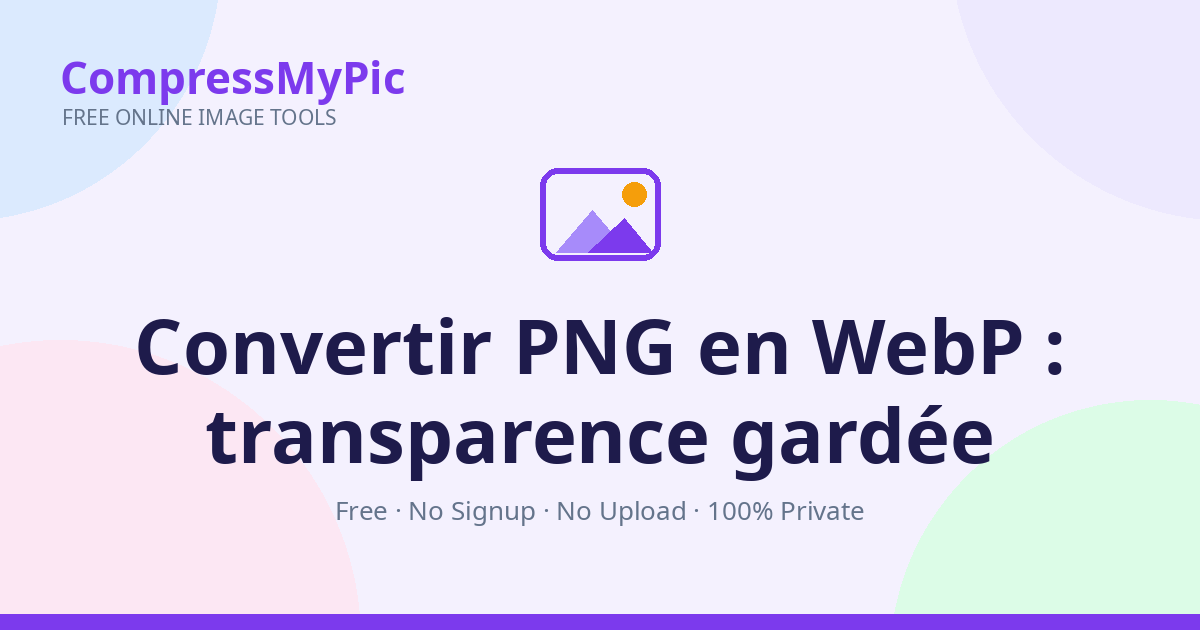 CompressMyPic
FREE ONLINE IMAGE TOOLS
Convertir PNG en WebP :
transparence gardée
Free · No Signup · No Upload · 100% Private